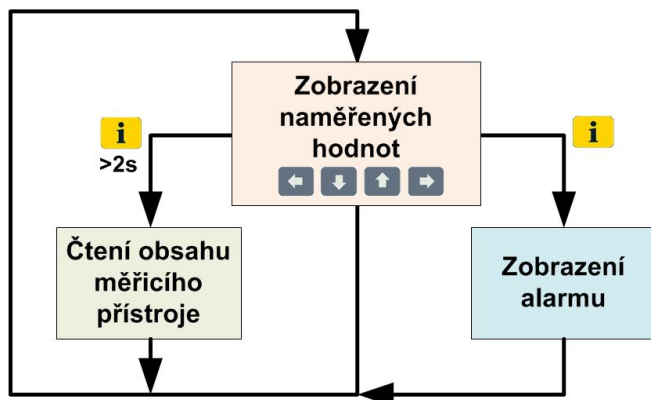 Zobrazení
naměřených
hodnot
i
>2s
i
Čtení obsahu
měřicího
přístroje
Zobrazení
alarmu